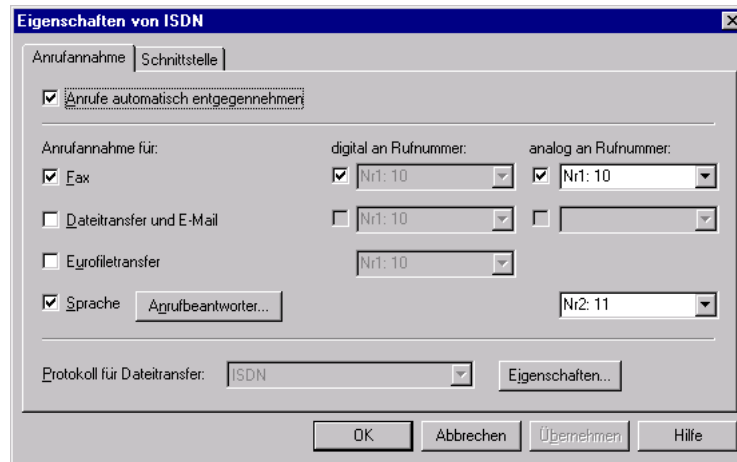 Eigenschaften von ISDN
Anrufannahme Schnittstelle
Anrufe automatisch entgegennehmen
Anrufannahme für: digital an Rufnummer: analog an Rufnummer:
Fax Nr1: 10 Nr1: 10
Dateitransfer und E-Mail Nr1: 10
Eurofiletransfer Nr1: 10
Sprache Anrufbeantworter... Nr2: 11
Protokoll für Dateitransfer: ISDN Eigenschaften...
OK Abbrechen Übernehmen Hilfe